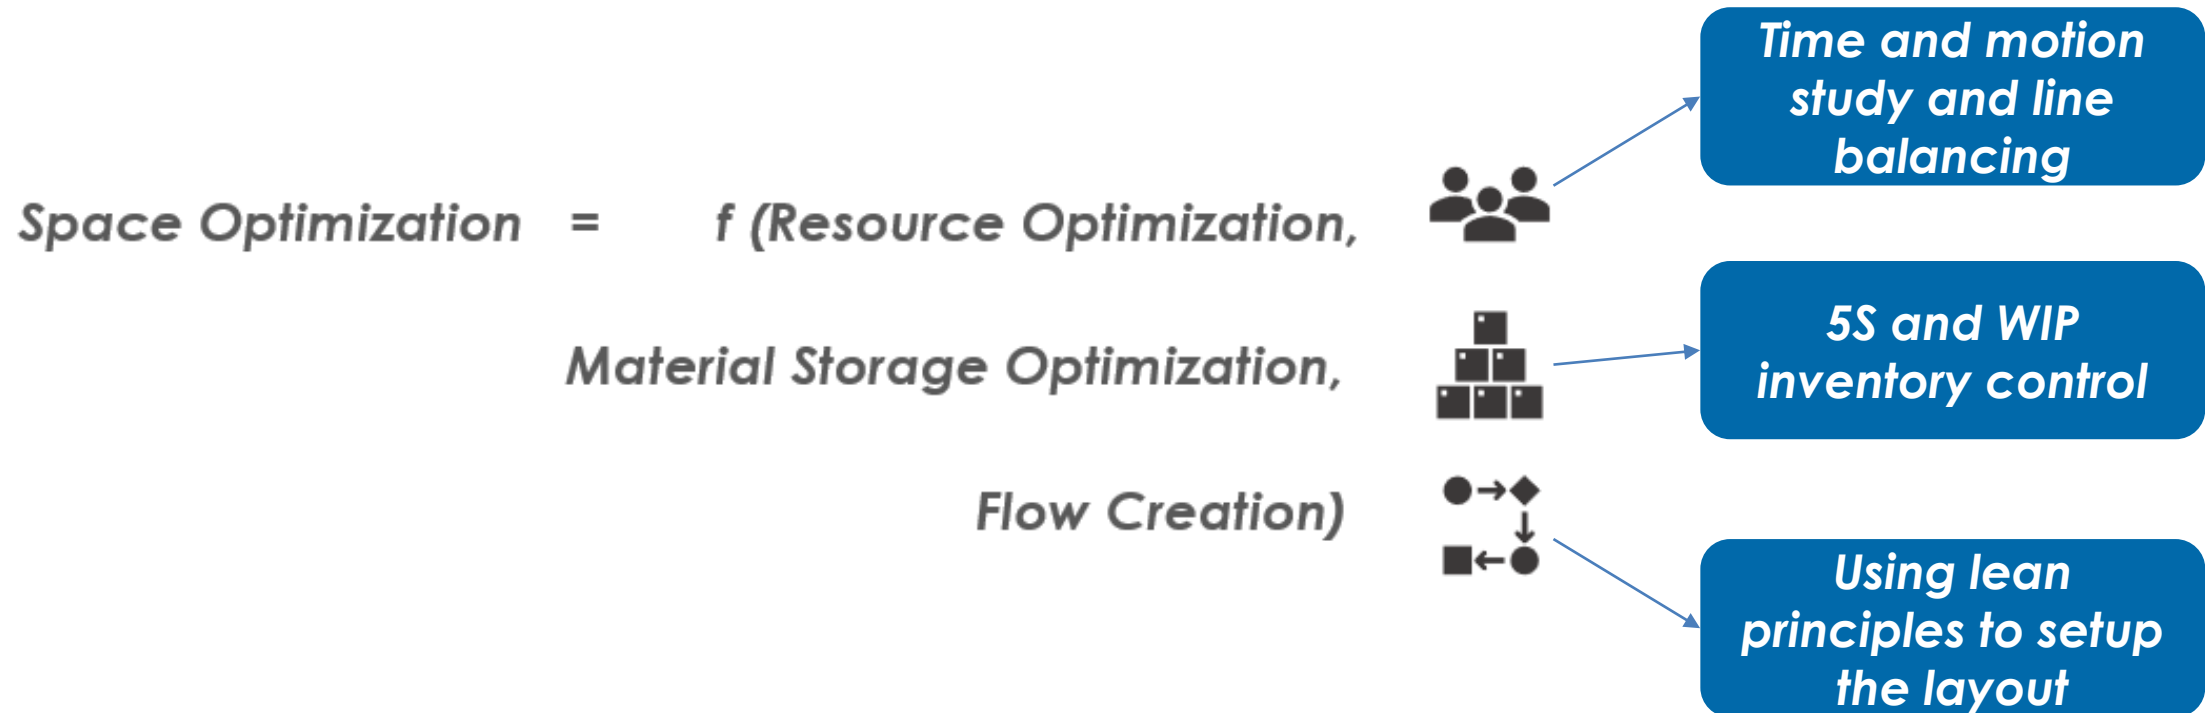 Time and motion
study and line
balancing
Space Optimization = f (Resource Optimization,
5S and WIP
inventory control
Material Storage Optimization,
Flow Creation)
Using lean
principles to setup
the layout